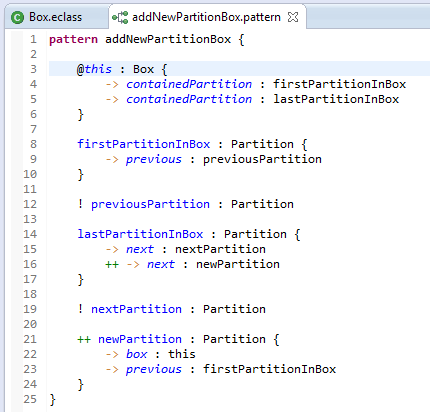 Box.eclass addNewPartitionBox.pattern
1 pattern addNewPartitionBox {
2
3 @this : Box {
4 -> containedPartition : firstPartitionInBox
5 -> containedPartition : lastPartitionInBox
6 }
7
8 firstPartitionInBox : Partition {
9 -> previous : previousPartition
10 }
11
12 ! previousPartition : Partition
13
14 lastPartitionInBox : Partition {
15 -> next : nextPartition
16 ++ -> next : newPartition
17 }
18
19 ! nextPartition : Partition
20
21 ++ newPartition : Partition {
22 -> box : this
23 -> previous : firstPartitionInBox
24 }
25 }